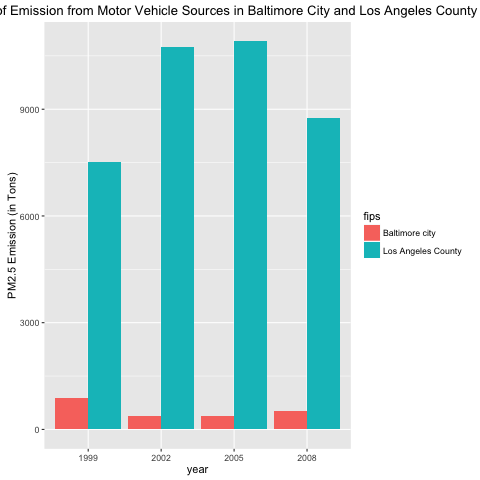 of Emission from Motor Vehicle Sources in Baltimore City and Los Angeles County
9000
6000
3000
0
PM2.5 Emission (in Tons)
1999 2002 2005 2008
year
fips
Baltimore city
Los Angeles County